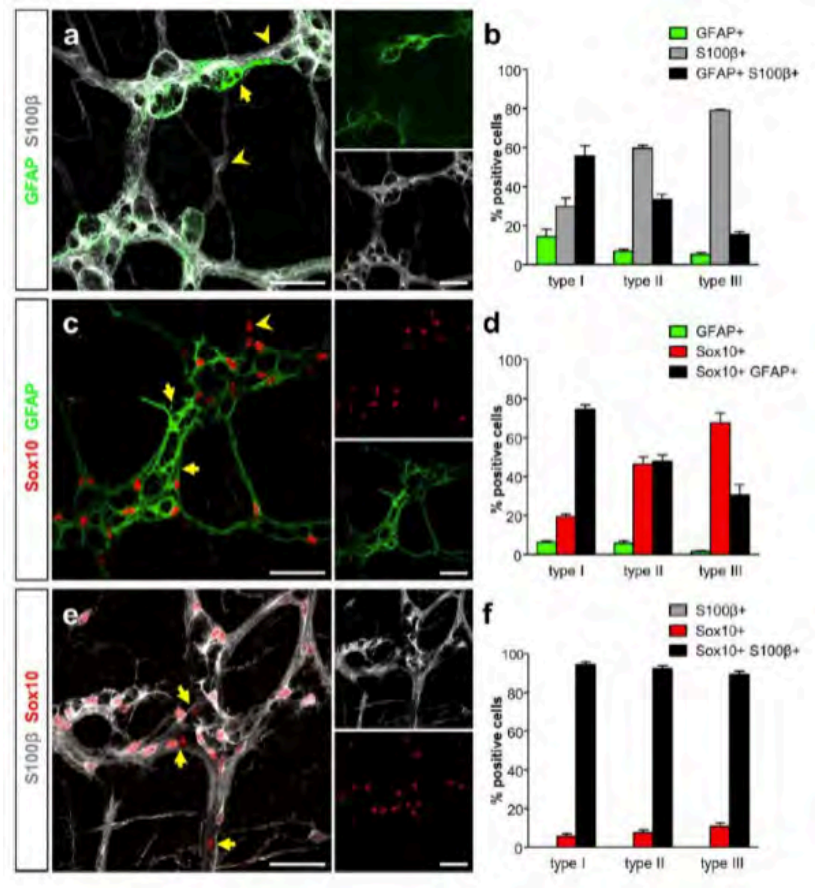 GFAP S100β
a
b
GFAP+
S100β+
GFAP+ S100β+
% positive cells
100
80
60
40
20
0
type I type II type III
Sox10 GFAP
c
d
GFAP+
Sox10+
Sox10+ GFAP+
% positive cells
100
80
60
40
20
0
type I type II type III
S100β Sox10
e
f
S100β+
Sox10+
Sox10+ S100β+
% positive cells
100
80
60
40
20
0
type I type II type III